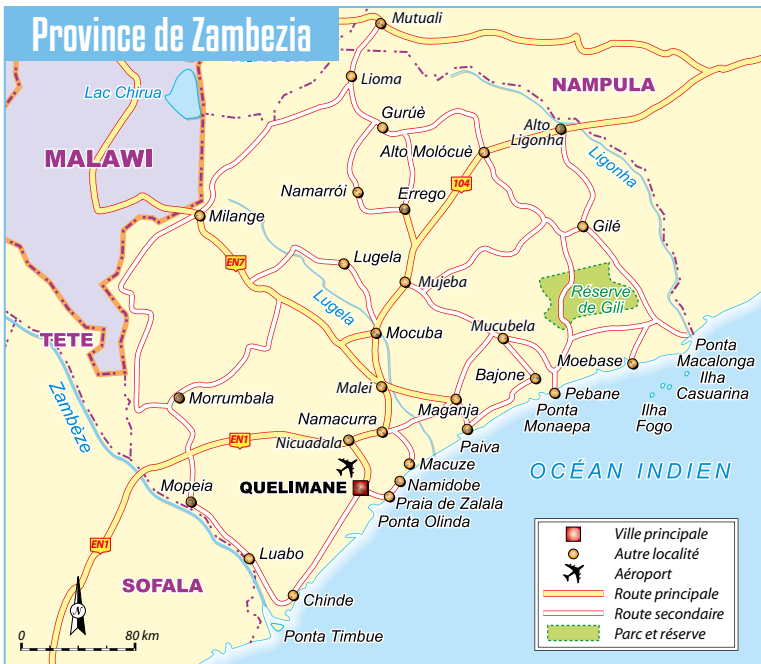 Province de Zambezia
Mutuali
Lac Chirua
Lioma
NAMPULA
Gurúè
Alto
Ligonha
MALAWI
Alto Molócuè
Ligonha
104
Namarrói
Errego
Milange
Gilé
EN7
Lugela
Mujeba
Réserve
de Gili
Lugela
Mocuba
Mucubela
TETE
Moebase
Ponta
Macalonga
Ilha
Casuarina
Zambèze
Malei
Bajone
Morrumbala
Maganja
Pebane
Ponta
Monaepa
Ilha
Fogo
Namacurra
EN1
Nicuadala
Paiva
Macuze
OCÉAN INDIEN
QUELIMANE
Namidobe
Mopeia
Praia de Zalala
Ponta Olinda
EN1
Luabo
SOFALA
Chinde
Ponta Timbue
N
0 80 km
Ville principale
Autre localité
Aéroport
Route principale
Route secondaire
Parc et réserve